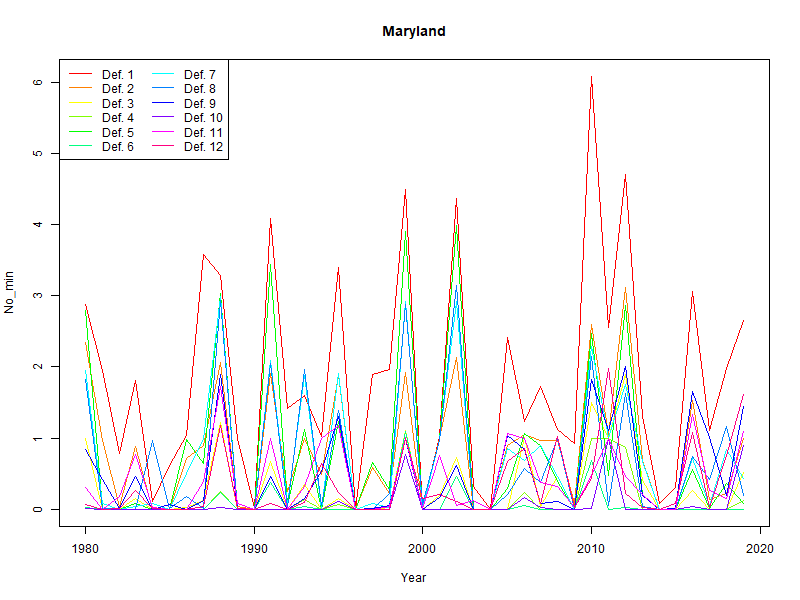 Maryland
Def. 1 Def. 7
Def. 2 Def. 8
Def. 3 Def. 9
Def. 4 Def. 10
Def. 5 Def. 11
Def. 6 Def. 12
No_min
6
5
4
3
2
1
0
1980 1990 2000 2010 2020
Year